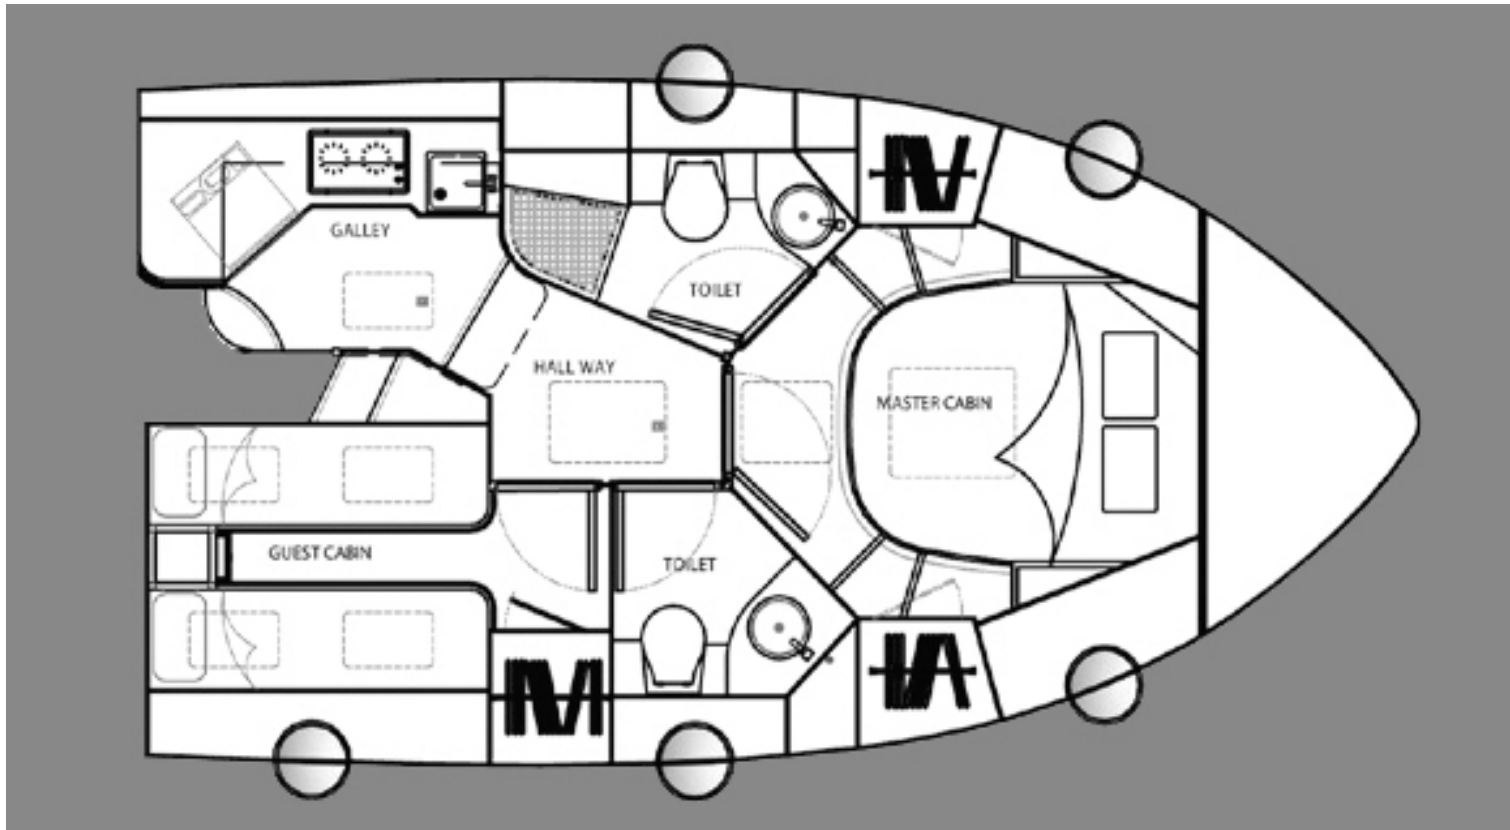 GALLEY
TOILET
HALL WAY
MASTER CABIN
GUEST CABIN
TOILET